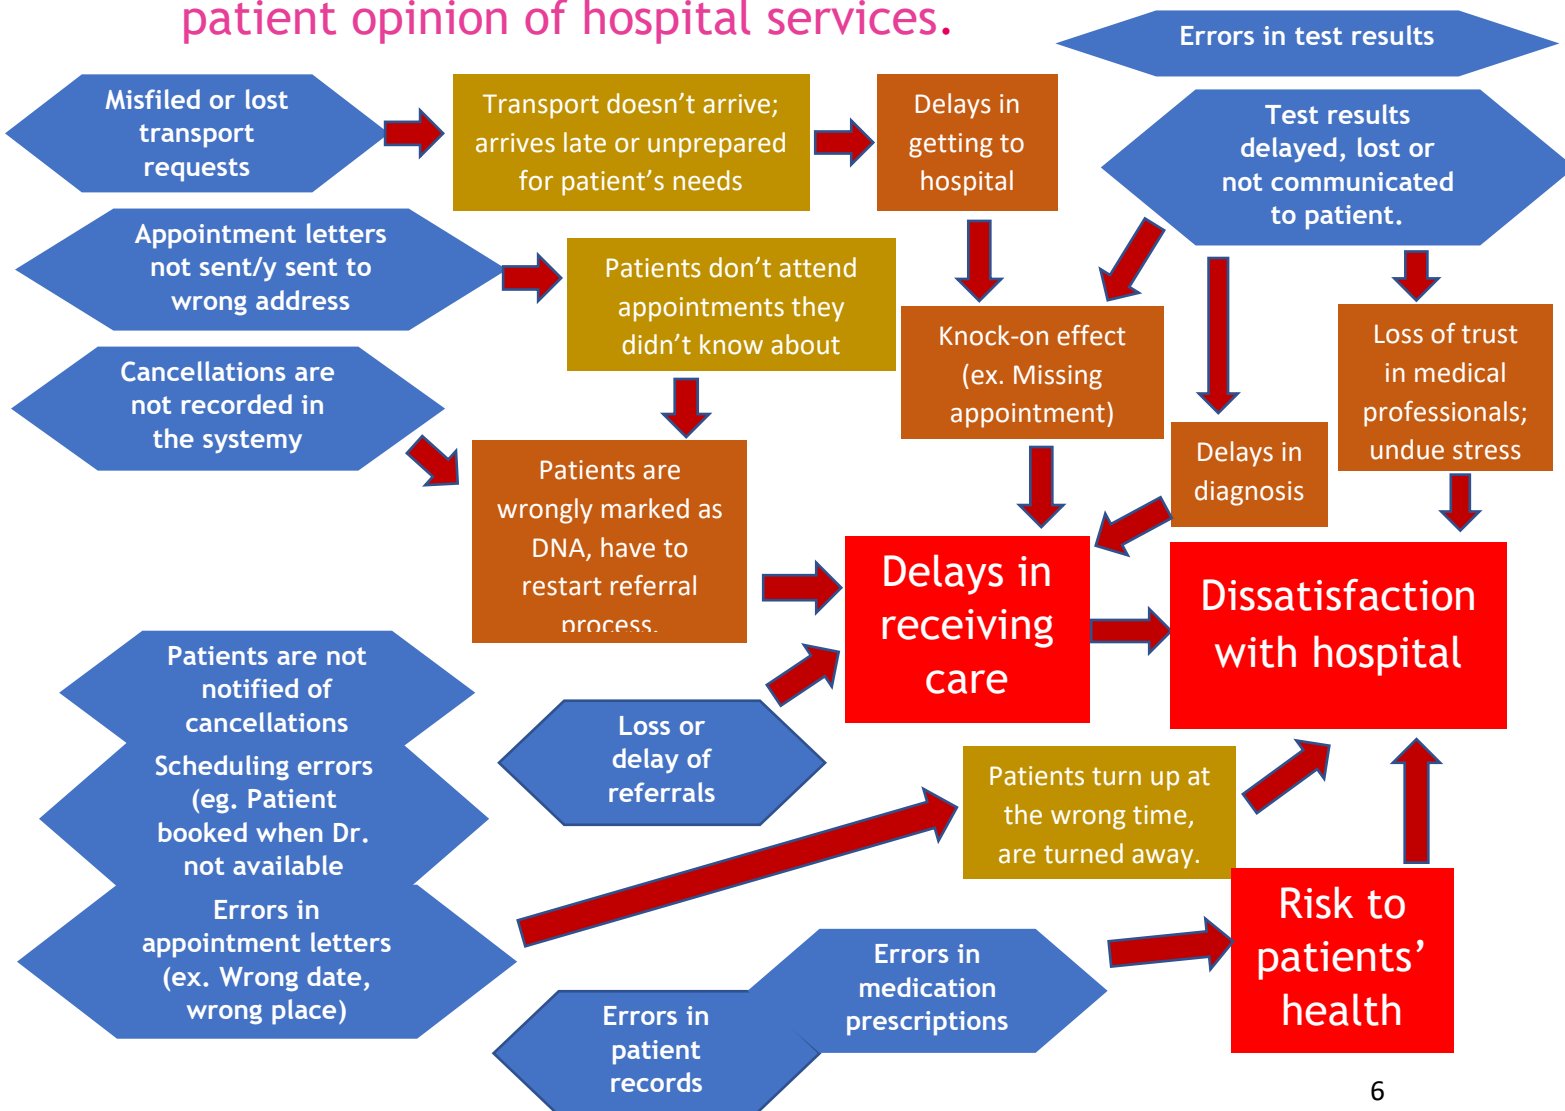 patient opinion of hospital services.
Errors in test results
Misfiled or lost
transport
requests
Transport doesn’t arrive;
arrives late or unprepared
for patient’s needs
Delays in
getting to
hospital
Test results
delayed, lost or
not communicated
to patient.
Appointment letters
not sent/y sent to
wrong address
Patients don’t attend
appointments they
didn’t know about
Knock-on effect
(ex. Missing
appointment)
Loss of trust
in medical
professionals;
undue stress
Cancellations are
not recorded in
the systemy
Patients are
wrongly marked as
DNA, have to
restart referral
process.
Delays in
diagnosis
Delays in
receiving
care
Dissatisfaction
with hospital
Patients are not
notified of
cancellations
Loss or
delay of
referrals
Scheduling errors
(eg. Patient
booked when Dr.
not available
Patients turn up at
the wrong time,
are turned away.
Errors in
appointment letters
(ex. Wrong date,
wrong place)
Errors in
medication
prescriptions
Risk to
patients’
health
Errors in
patient
records
6